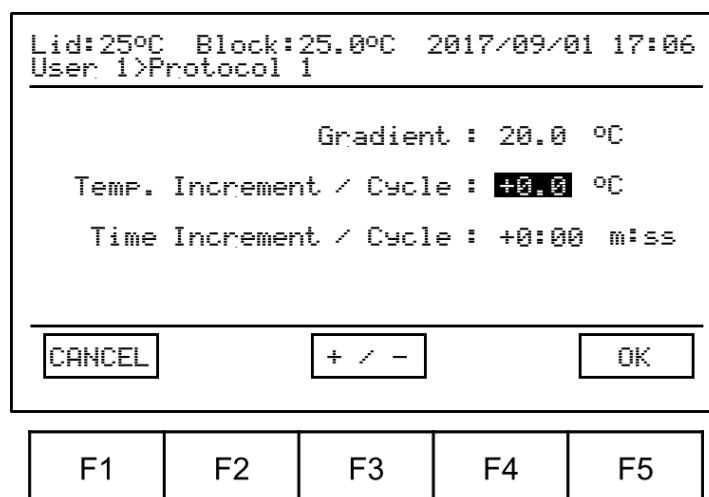 Lid:25ºC Block:25.0ºC 2017/09/01 17:06
User 1>Protocol 1
Gradient : 20.0 ºC
Temp. Increment / Cycle : +0.0 ºC
Time Increment / Cycle : +0:00 m:ss
CANCEL + / - OK
F1 F2 F3 F4 F5